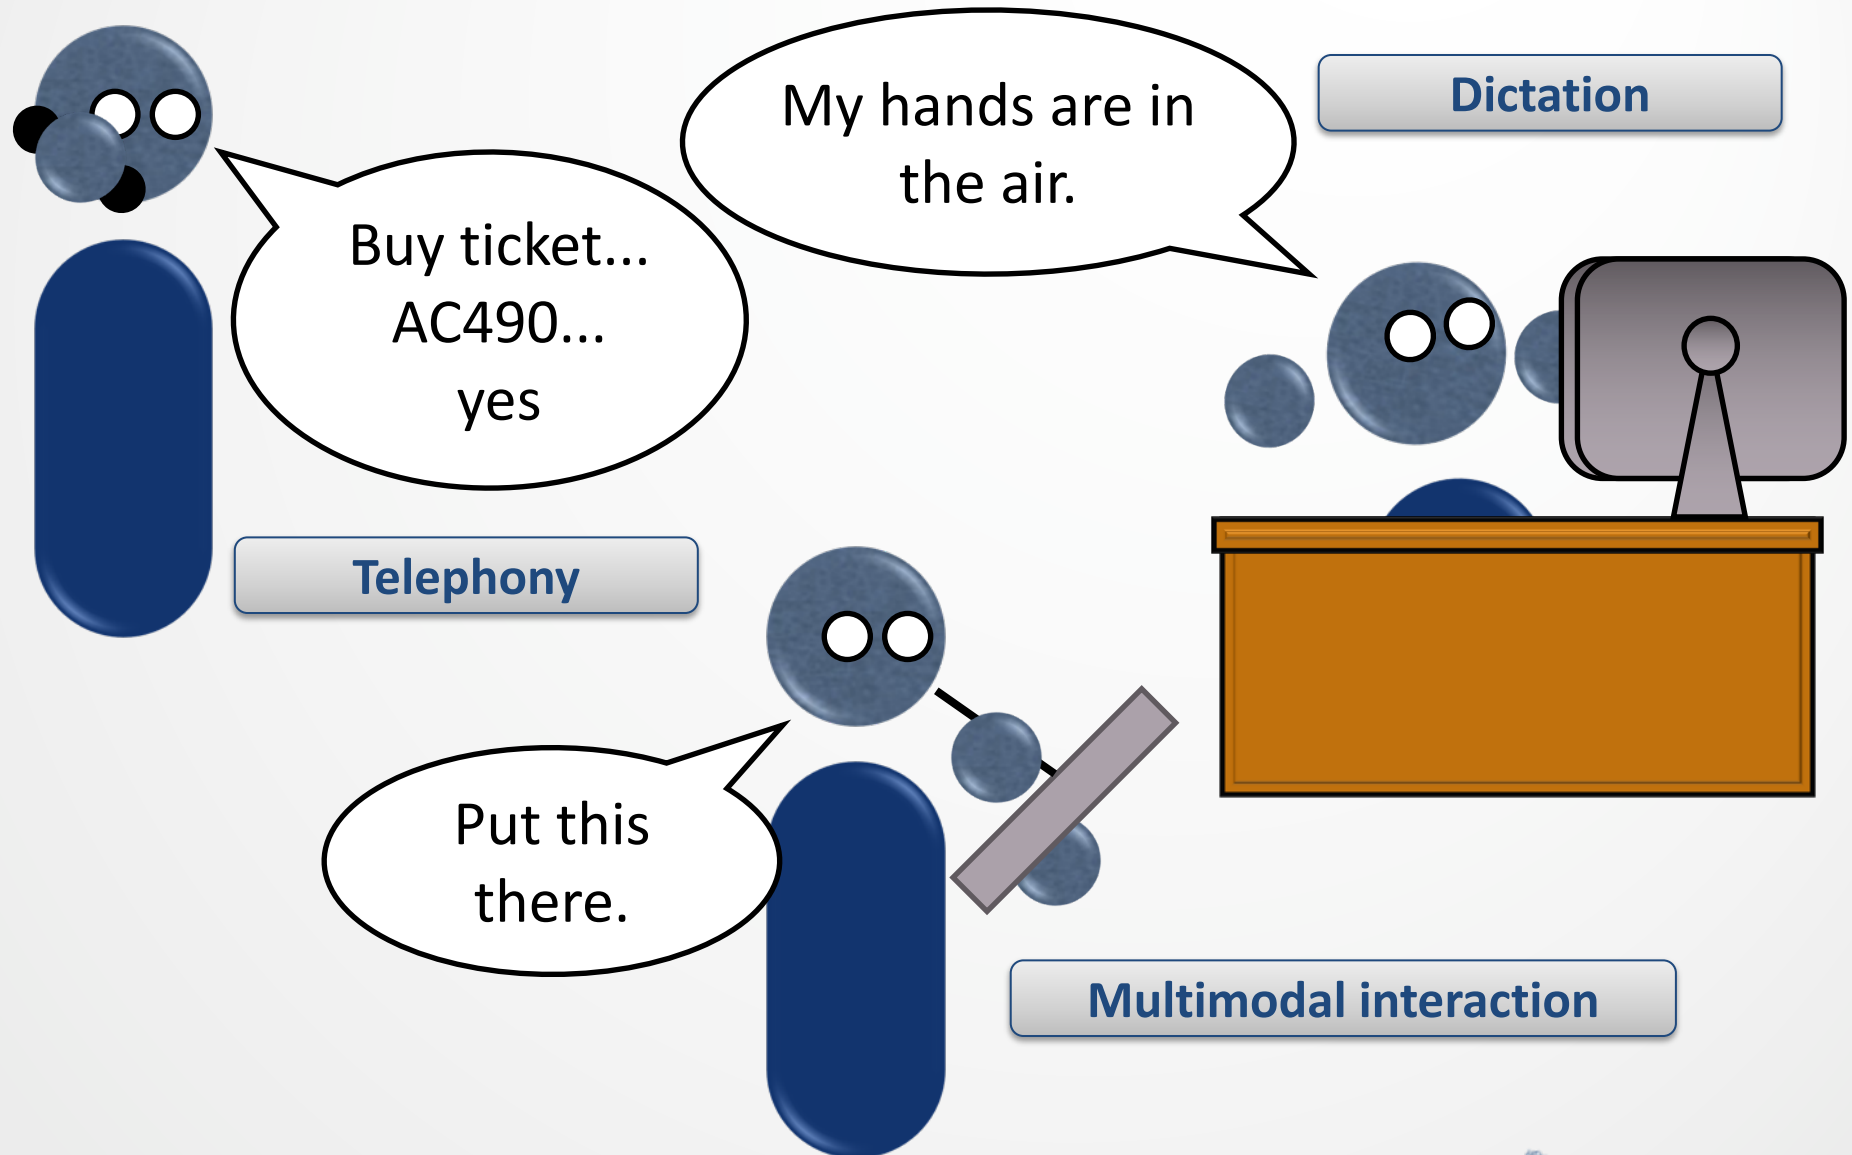 My hands are in
the air.
Dictation
Buy ticket...
AC490...
yes
Telephony
Put this
there.
Multimodal interaction